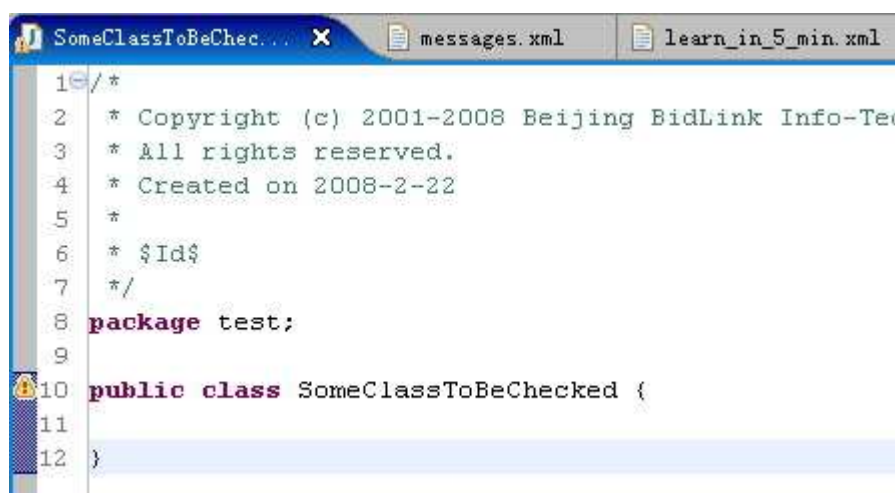 SomeClassToBeChec... messages.xml learn_in_5_min.xml
1 /*
2 * Copyright (c) 2001-2008 Beijing BidLink Info-Tec
3 * All rights reserved.
4 * Created on 2008-2-22
5 *
6 * $Id$
7 */
8 package test;
9
10 public class SomeClassToBeChecked {
11
12 }